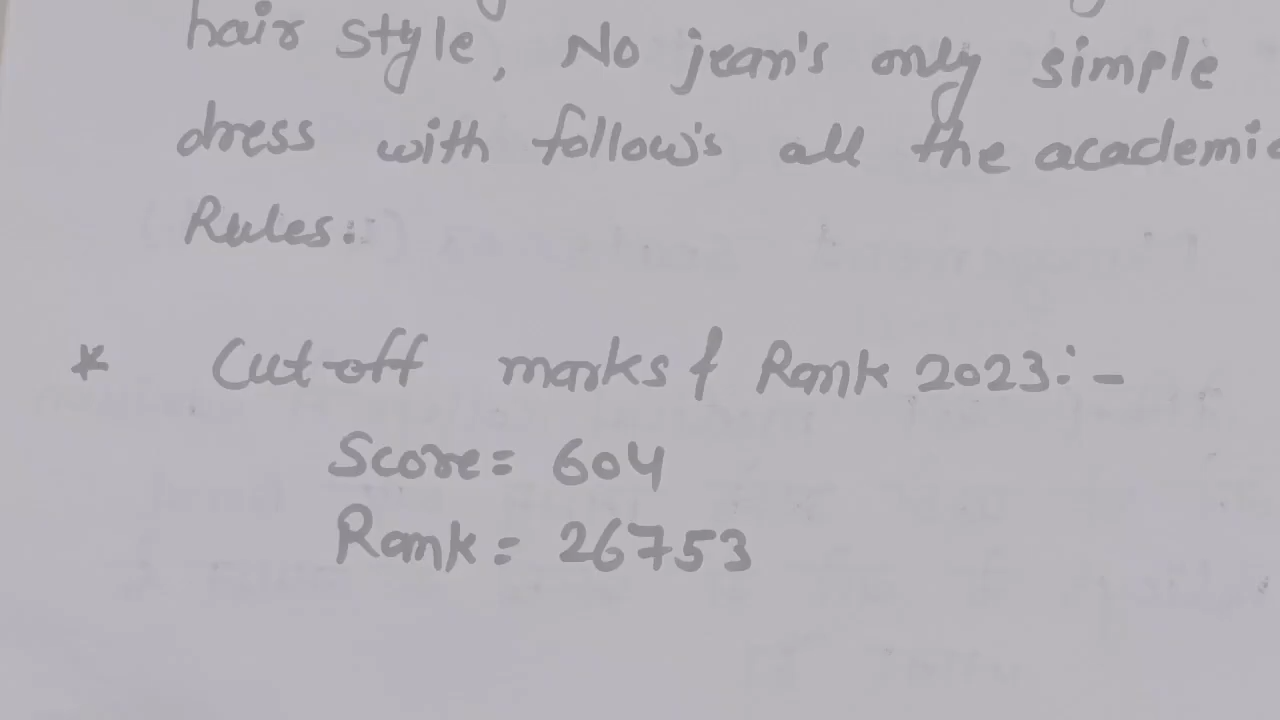 hair style, No jean's only simple
dress with follow's all the academic
Rules:
* Cut-off marks & Rank 2023:-
Score= 604
Rank= 26753